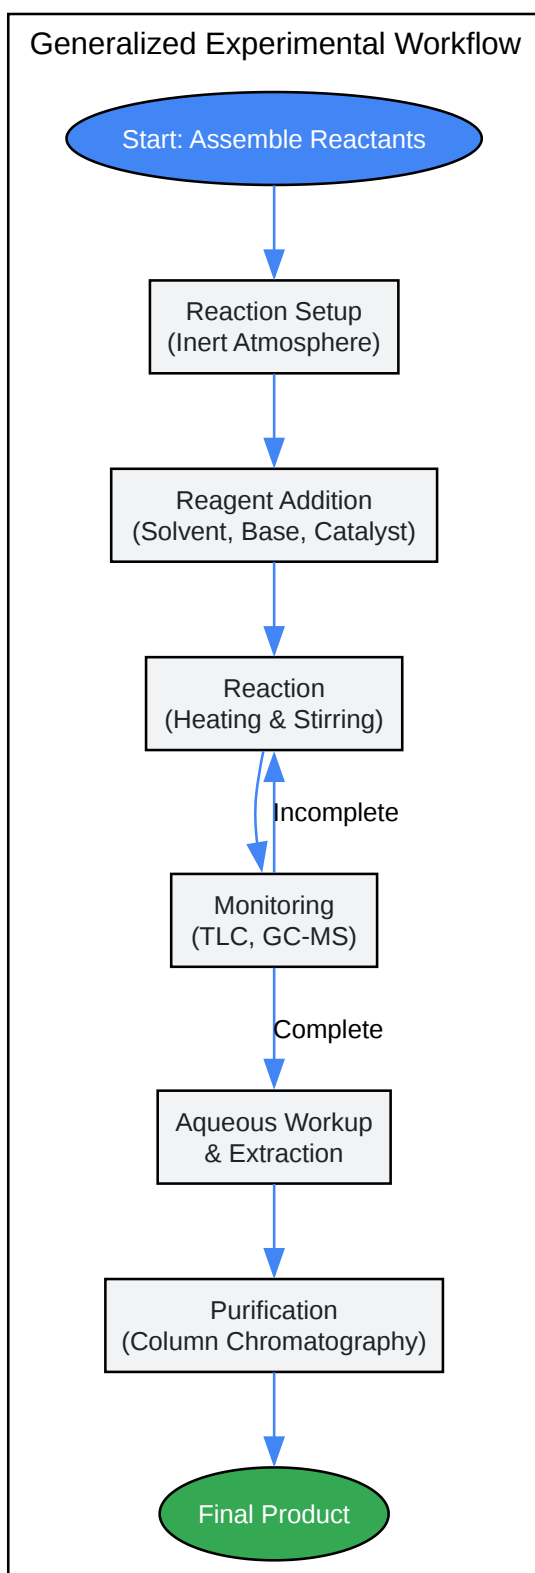 Generalized Experimental Workflow
Start: Assemble Reactants
Reaction Setup
(Inert Atmosphere)
Reagent Addition
(Solvent, Base, Catalyst)
Reaction
(Heating & Stirring)
Incomplete
Monitoring
(TLC, GC-MS)
Complete
Aqueous Workup
& Extraction
Purification
(Column Chromatography)
Final Product